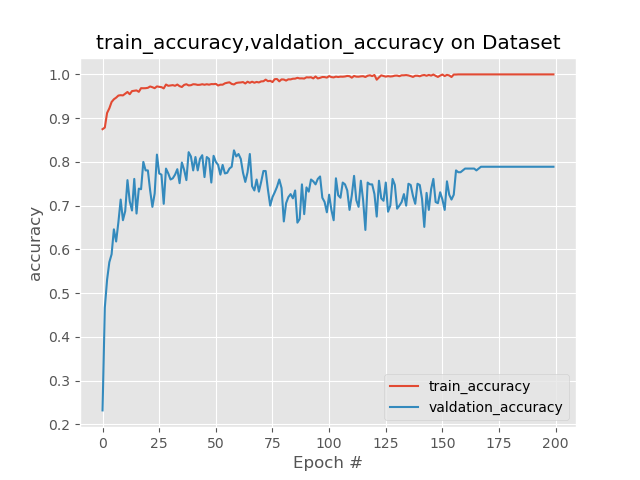 train_accuracy,valdation_accuracy on Dataset
1.0
0.9
0.8
0.7
0.6
0.5
0.4
0.3
0.2
accuracy
train_accuracy
valdation_accuracy
0 25 50 75 100 125 150 175 200
Epoch #